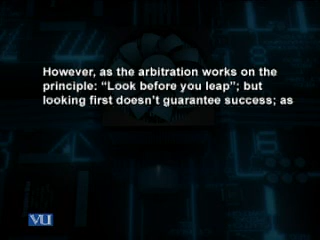 However, as the arbitration works on the
principle: “Look before you leap”; but
looking first doesn’t guarantee success; as
VU